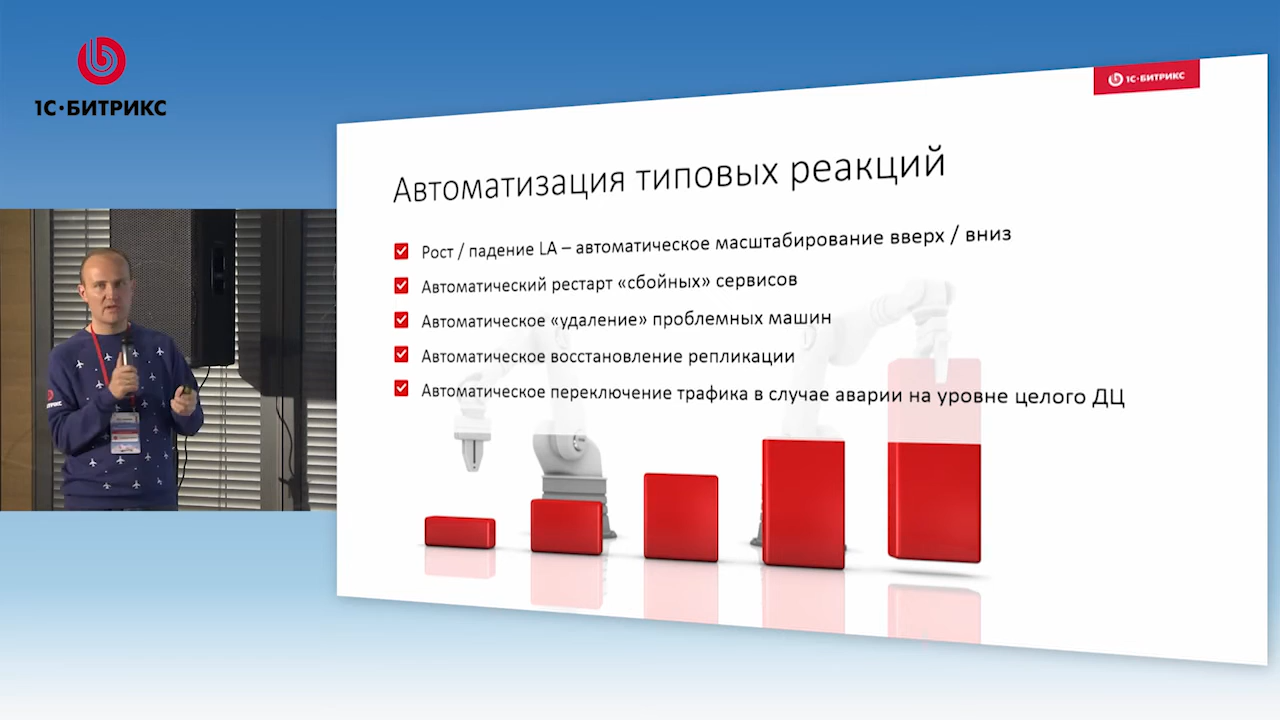 1С·БИТРИКС
1С·БИТРИКС
Автоматизация типовых реакций
Рост / падение LA – автоматическое масштабирование вверх / вниз
Автоматический рестарт «сбойных» сервисов
Автоматическое «удаление» проблемных машин
Автоматическое восстановление репликации
Автоматическое переключение трафика в случае аварии на уровне целого ДЦ